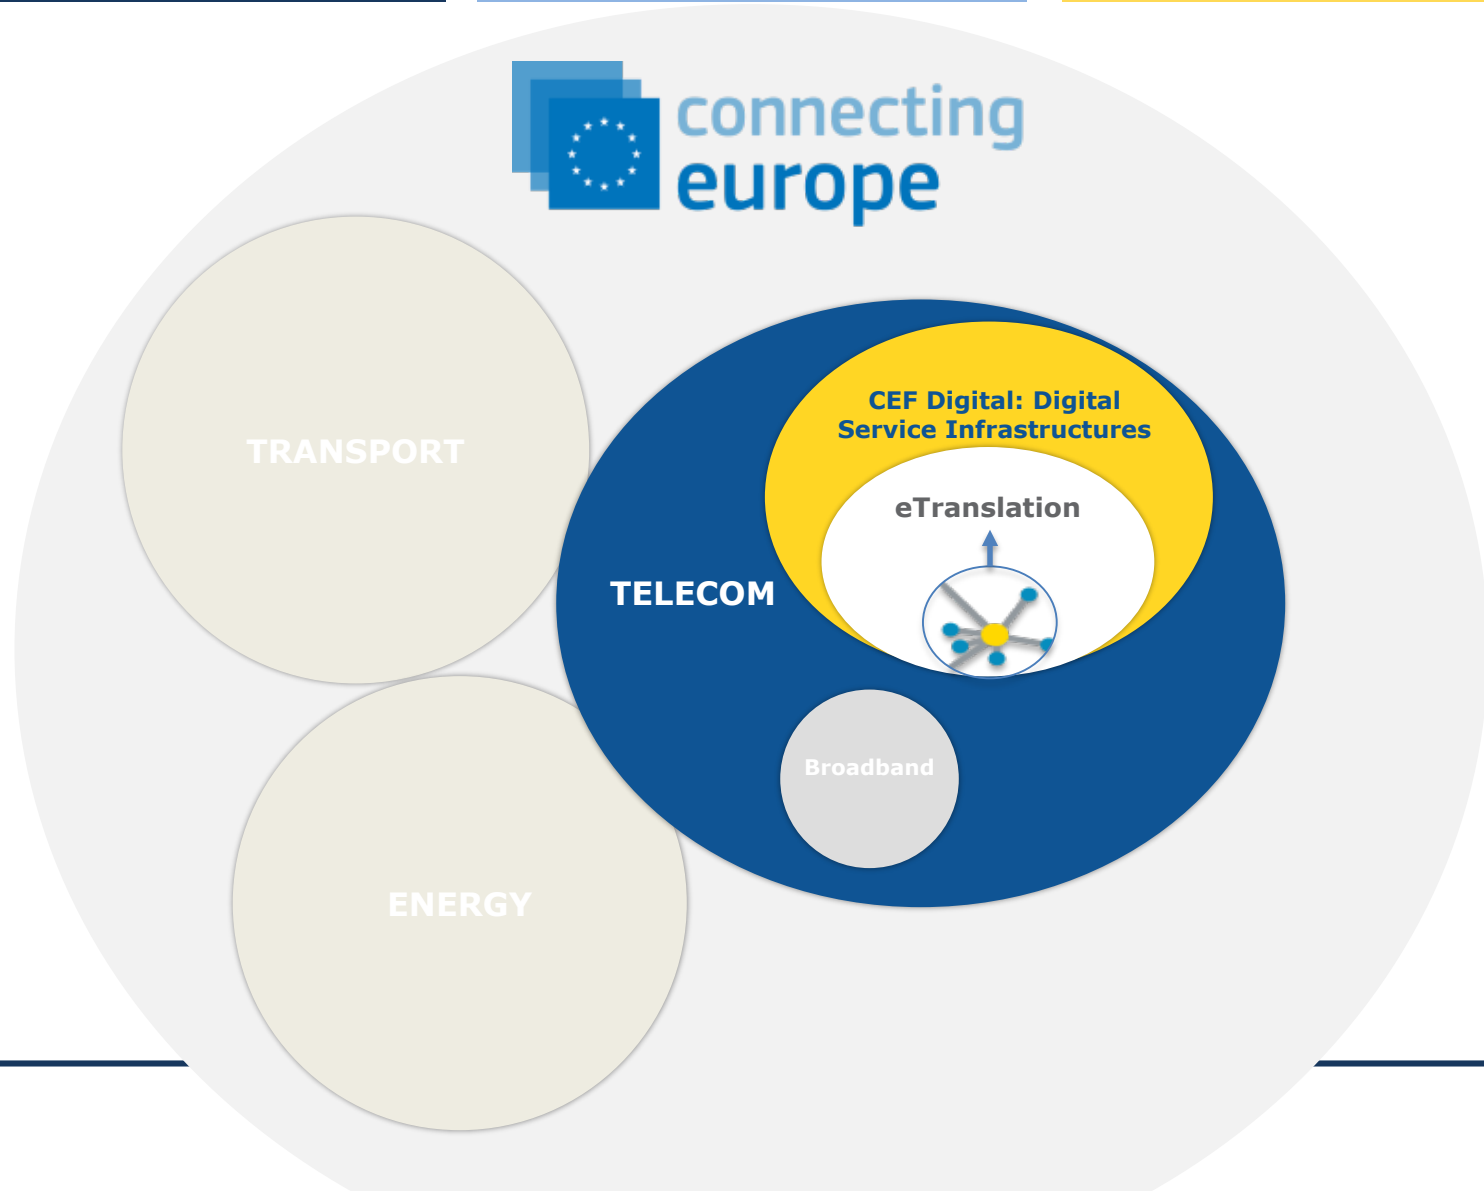 connecting
europe
CEF Digital: Digital
Service Infrastructures
TRANSPORT
eTranslation
TELECOM
Broadband
ENERGY